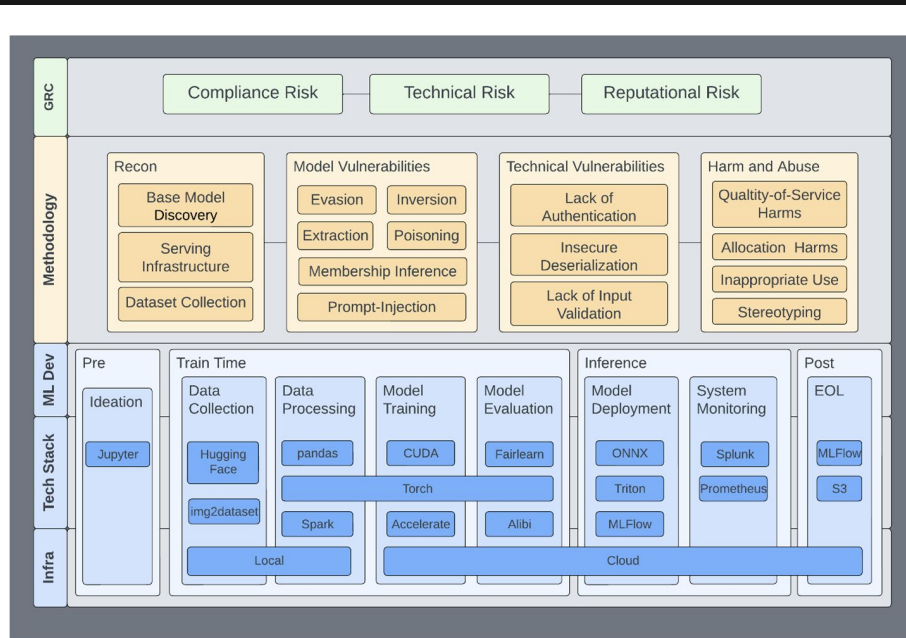 GRC
Compliance Risk
Technical Risk
Reputational Risk
Methodology
Recon
Base Model
Discovery
Serving
Infrastructure
Dataset Collection
Model Vulnerabilities
Evasion
Inversion
Extraction
Poisoning
Membership Inference
Prompt-Injection
Technical Vulnerabilities
Lack of
Authentication
Insecure
Deserialization
Lack of Input
Validation
Harm and Abuse
Qualtity-of-Service
Harms
Allocation Harms
Inappropriate Use
Stereotyping
ML Dev
Tech Stack
Infra
Pre
Ideation
Jupyter
Train Time
Data
Collection
Hugging
Face
img2dataset
Data
Processing
pandas
Spark
Model
Training
CUDA
Torch
Accelerate
Model
Evaluation
Fairlearn
Alibi
Local
Inference
Model
Deployment
ONNX
Triton
MLFlow
System
Monitoring
Splunk
Prometheus
Post
EOL
MLFlow
S3
Cloud